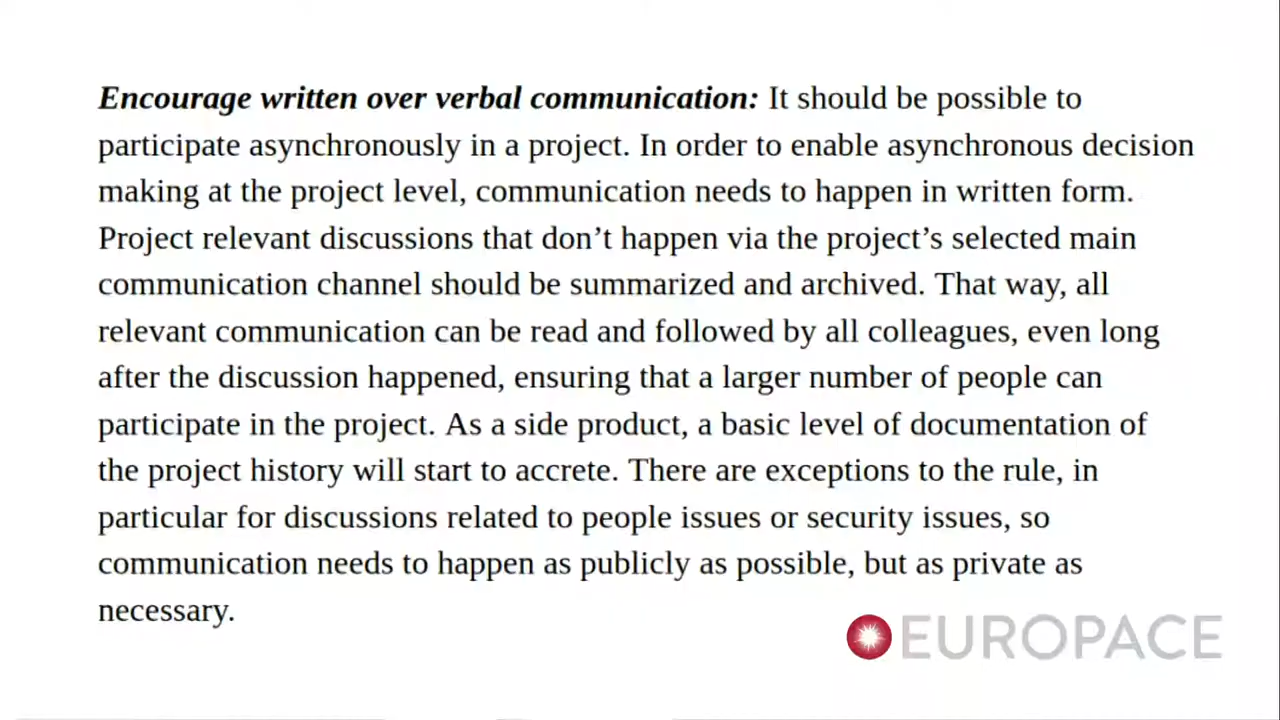 Encourage written over verbal communication: It should be possible to
participate asynchronously in a project. In order to enable asynchronous decision
making at the project level, communication needs to happen in written form.
Project relevant discussions that don’t happen via the project’s selected main
communication channel should be summarized and archived. That way, all
relevant communication can be read and followed by all colleagues, even long
after the discussion happened, ensuring that a larger number of people can
participate in the project. As a side product, a basic level of documentation of
the project history will start to accrete. There are exceptions to the rule, in
particular for discussions related to people issues or security issues, so
communication needs to happen as publicly as possible, but as private as
necessary.
EUROPACE